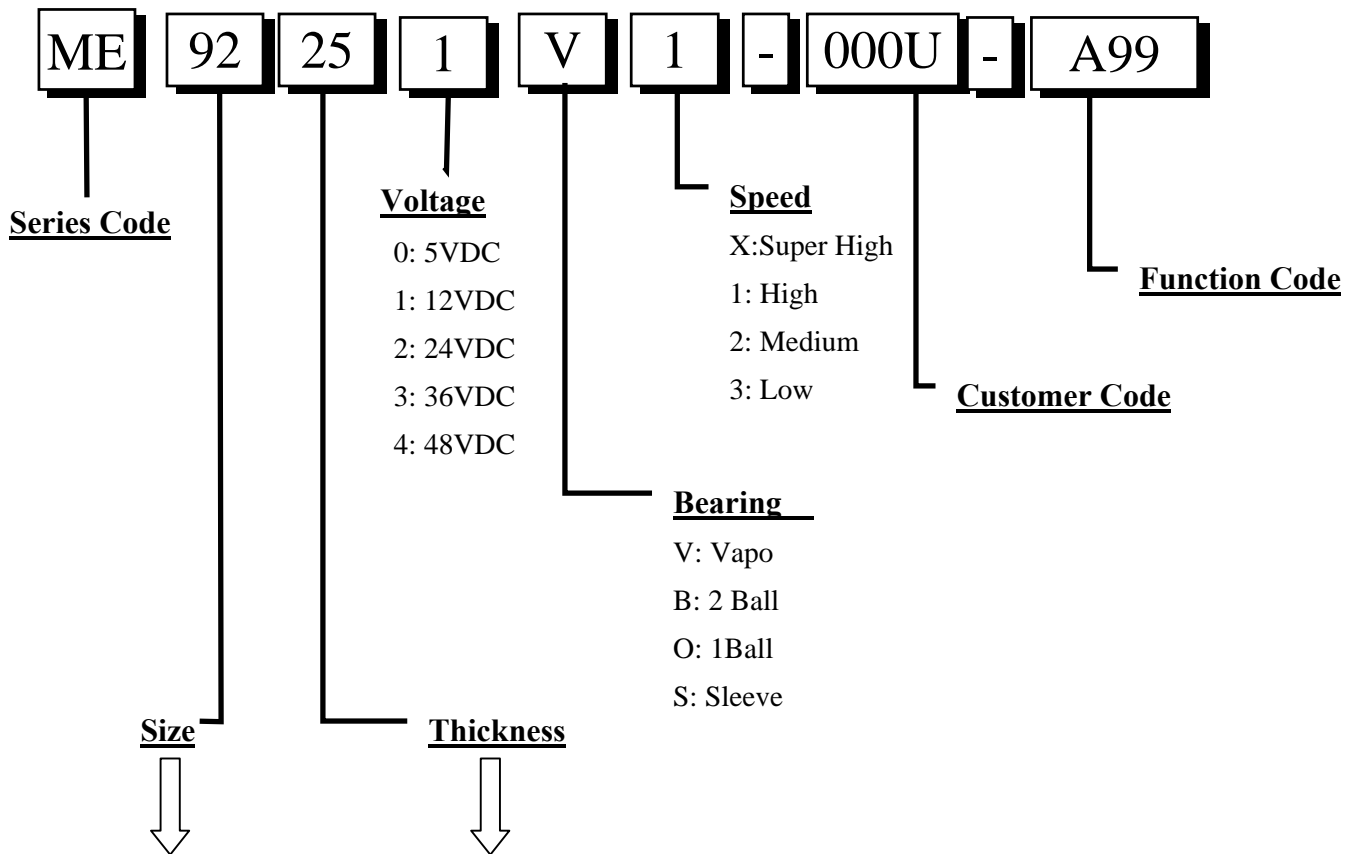 ME 92 25 1 V 1 - 000U - A99
Series Code
Voltage
0: 5VDC
1: 12VDC
2: 24VDC
3: 36VDC
4: 48VDC
Speed
X:Super High
1: High
2: Medium
3: Low
Function Code
Customer Code
Bearing
V: Vapo
B: 2 Ball
O: 1Ball
S: Sleeve
Size
Thickness